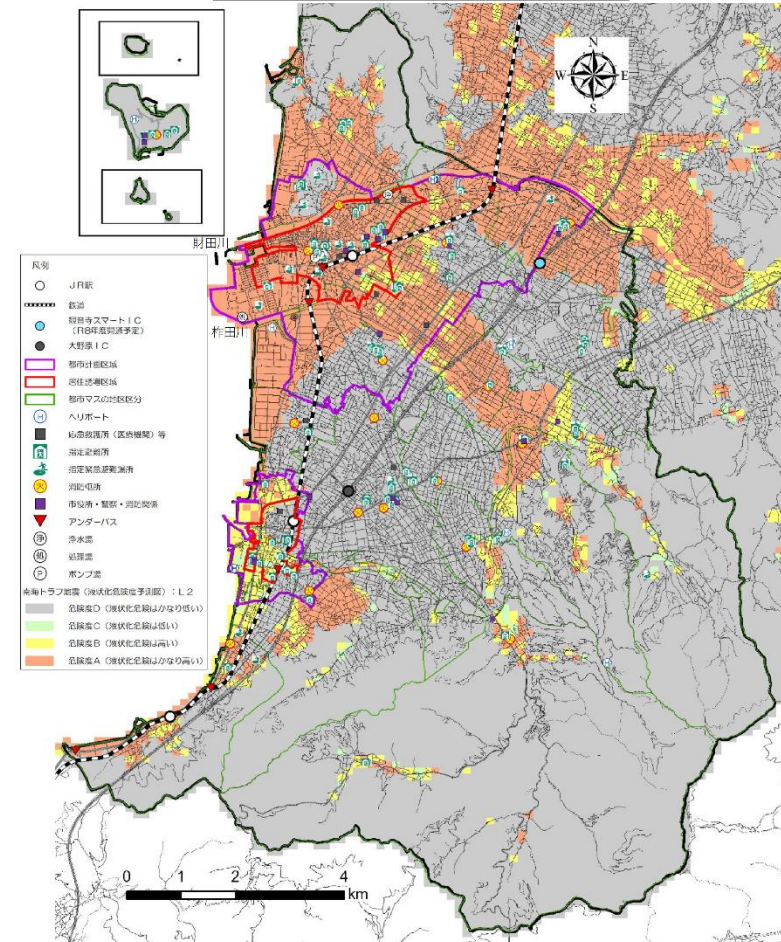 N
W
E
S
財田川
柞田川
凡例
JR駅
鉄道
観音寺スマートIC
(R8年度開通予定)
大野原IC
都市計画区域
居住誘導区域
都市マスの地区区分
H ヘリポート
応急救護所(医療機関)等
指定避難所
指定緊急避難場所
火 消防屯所
市役所・警察・消防関係
アンダーパス
浄 浄水場
処 処理場
P ポンプ場
南海トラフ地震(液状化危険度予測図):L2
危険度D(液状化危険はかなり低い)
危険度C(液状化危険は低い)
危険度B(液状化危険は高い)
危険度A(液状化危険はかなり高い)
0 1 2 4
km